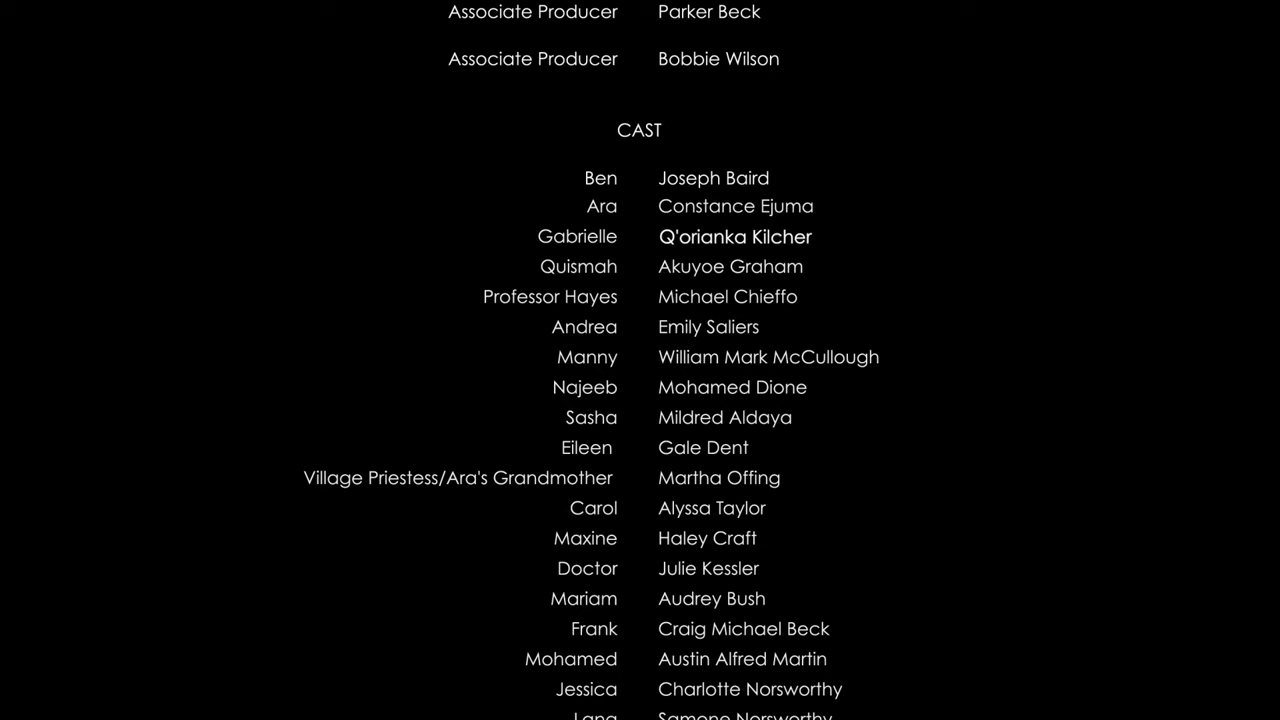 Associate Producer Parker Beck
Associate Producer Bobbie Wilson
CAST
Ben Joseph Baird
Ara Constance Ejuma
Gabrielle Q'orianka Kilcher
Quismah Akuyoe Graham
Professor Hayes Michael Chieffo
Andrea Emily Saliers
Manny William Mark McCullough
Najeeb Mohamed Dione
Sasha Mildred Aldaya
Eileen Gale Dent
Village Priestess/Ara's Grandmother Martha Offing
Carol Alyssa Taylor
Maxine Haley Craft
Doctor Julie Kessler
Mariam Audrey Bush
Frank Craig Michael Beck
Mohamed Austin Alfred Martin
Jessica Charlotte Norsworthy
Samone Norsworthy